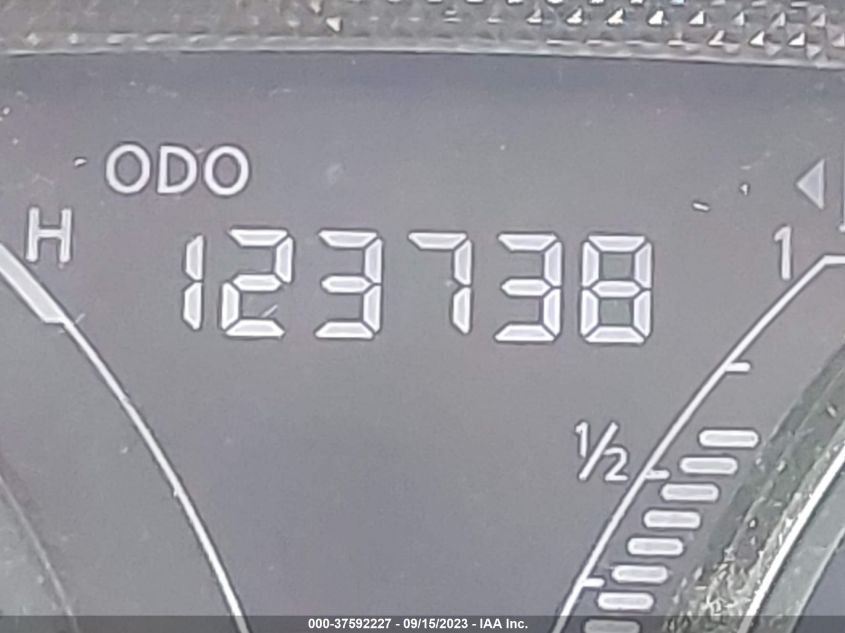 ODO
H
123738
1
1/2
000-37592227 - 09/15/2023 - IAA Inc.